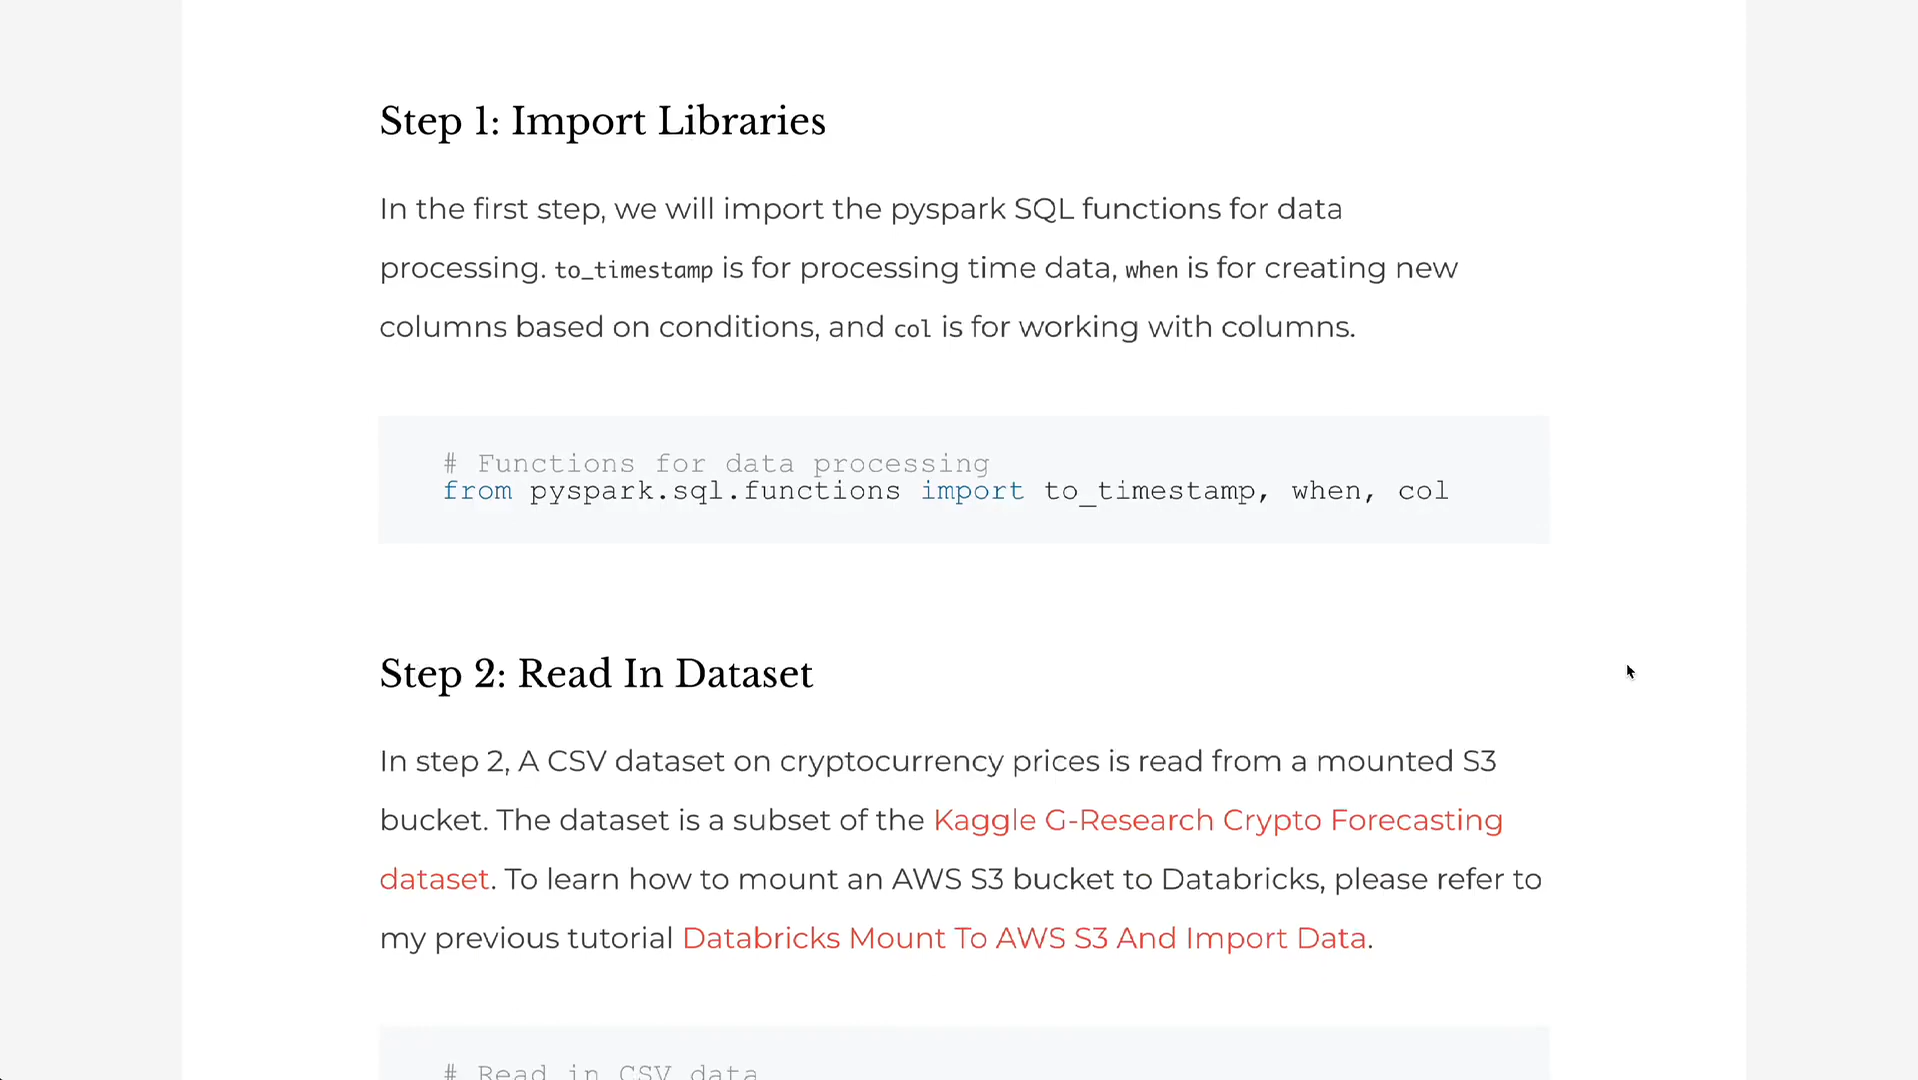 Step 1: Import Libraries
In the first step, we will import the pyspark SQL functions for data
processing. to_timestamp is for processing time data, when is for creating new
columns based on conditions, and col is for working with columns.
# Functions for data processing
from pyspark.sql.functions import to_timestamp, when, col
Step 2: Read In Dataset
In step 2, A CSV dataset on cryptocurrency prices is read from a mounted S3
bucket. The dataset is a subset of the Kaggle G-Research Crypto Forecasting
dataset. To learn how to mount an AWS S3 bucket to Databricks, please refer to
my previous tutorial Databricks Mount To AWS S3 And Import Data.
# Read in CSV data